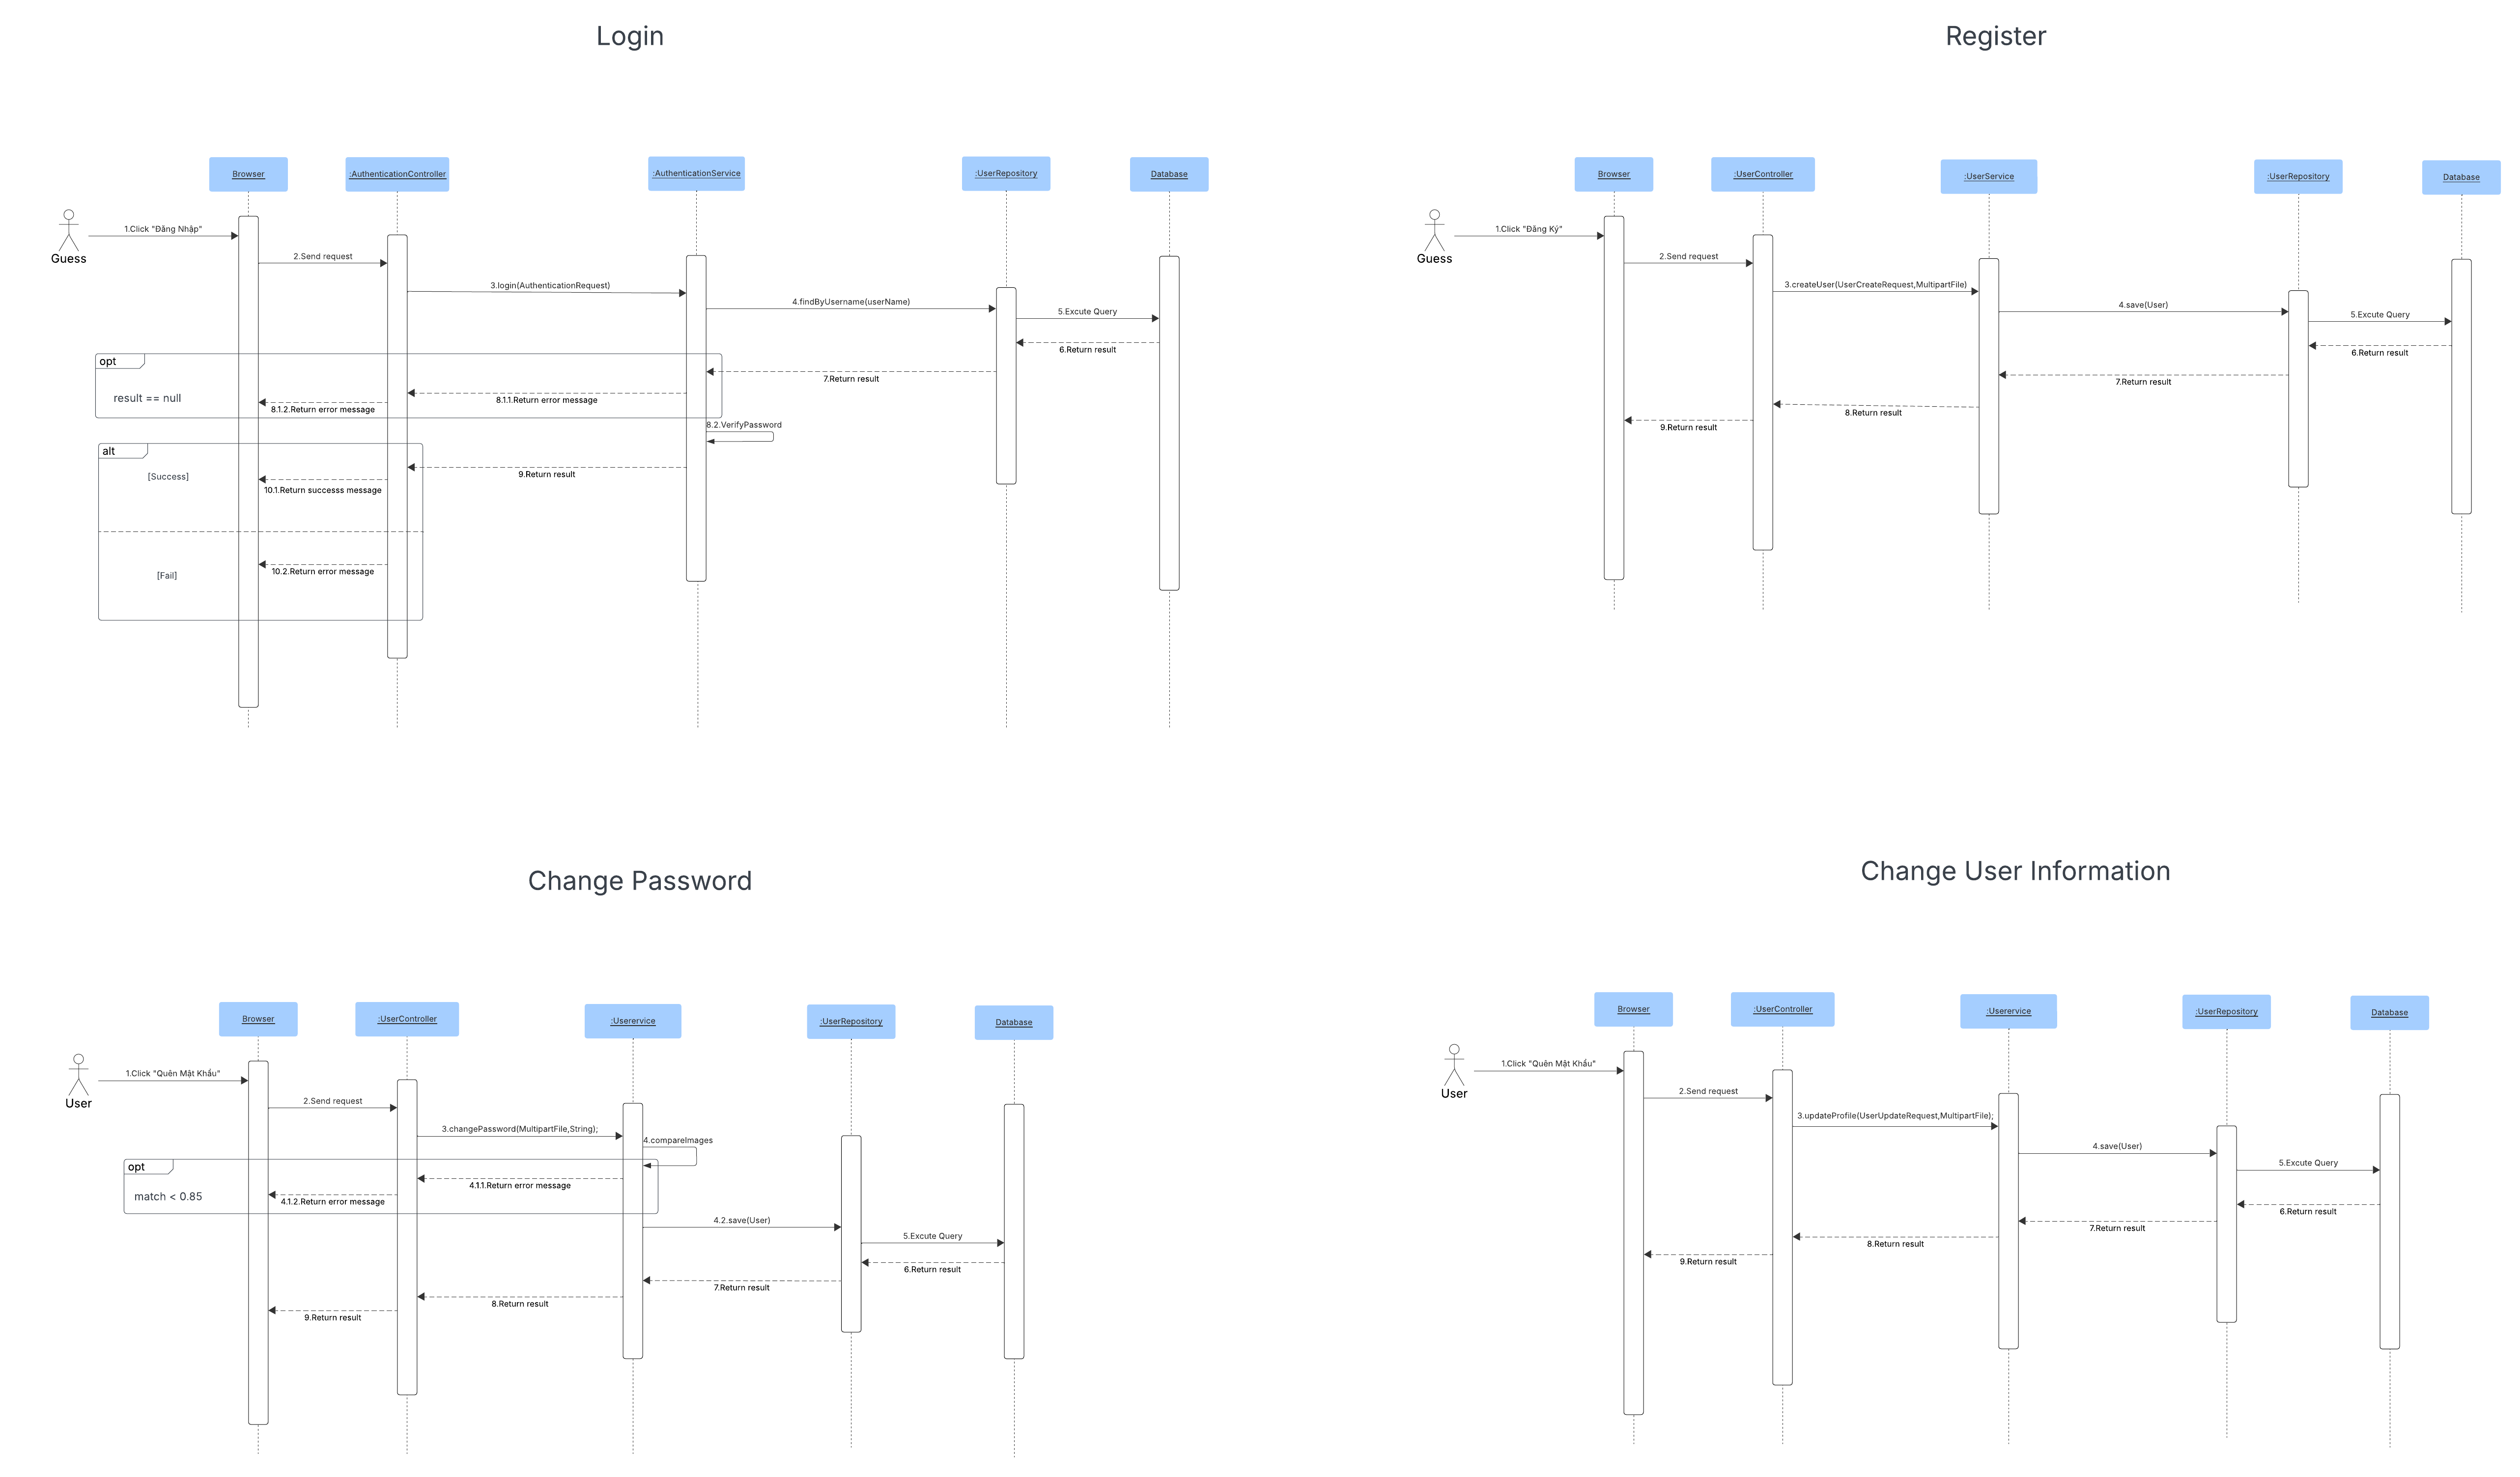 Login
Browser
:AuthenticationController
:AuthenticationService
:UserRepository
Database
Guess
1.Click "Đăng Nhập"
2.Send request
3.login(AuthenticationRequest)
4.findByUsername(userName)
5.Excute Query
6.Return result
7.Return result
opt
result == null
8.1.1.Return error message
8.1.2.Return error message
8.2.VerifyPassword
alt
[Success]
9.Return result
10.1.Return successs message
[Fail]
10.2.Return error message
Register
Browser
:UserController
:UserService
:UserRepository
Database
Guess
1.Click "Đăng Ký"
2.Send request
3.createUser(UserCreateRequest,MultipartFile)
4.save(User)
5.Excute Query
6.Return result
7.Return result
8.Return result
9.Return result
Change Password
Browser
:UserController
:Userervice
:UserRepository
Database
User
1.Click "Quên Mật Khẩu"
2.Send request
3.changePassword(MultipartFile,String);
4.compareImages
opt
match < 0.85
4.1.1.Return error message
4.1.2.Return error message
4.2.save(User)
5.Excute Query
6.Return result
7.Return result
8.Return result
9.Return result
Change User Information
Browser
:UserController
:Userervice
:UserRepository
Database
User
1.Click "Quên Mật Khẩu"
2.Send request
3.updateProfile(UserUpdateRequest,MultipartFile);
4.save(User)
5.Excute Query
6.Return result
7.Return result
8.Return result
9.Return result